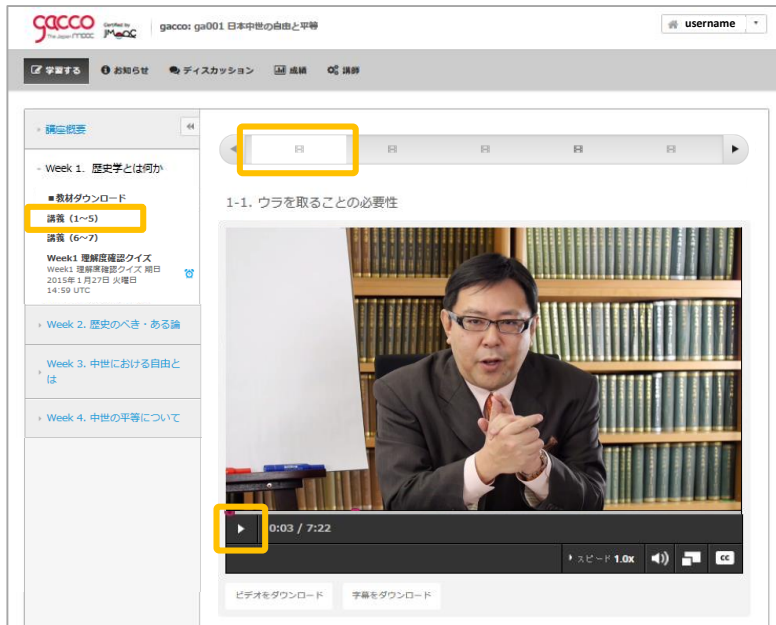 gacco
The Japan MOOC
Certified by
JMOOC
gacco: ga001 日本中世の自由と平等
username
学習する
お知らせ
ディスカッション
成績
講師
講座概要
Week 1. 歴史学とは何か
■教材ダウンロード
講義（1～5）
講義（6～7）
Week1 理解度確認クイズ
Week1 理解度確認クイズ 期日
2015年1月27日 火曜日
14:59 UTC
Week 2. 歴史のべき・ある論
Week 3. 中世における自由と
は
Week 4. 中世の平等について
1-1. ウラを取ることの必要性
0:03 / 7:22
スピード 1.0x
cc
ビデオをダウンロード
字幕をダウンロード